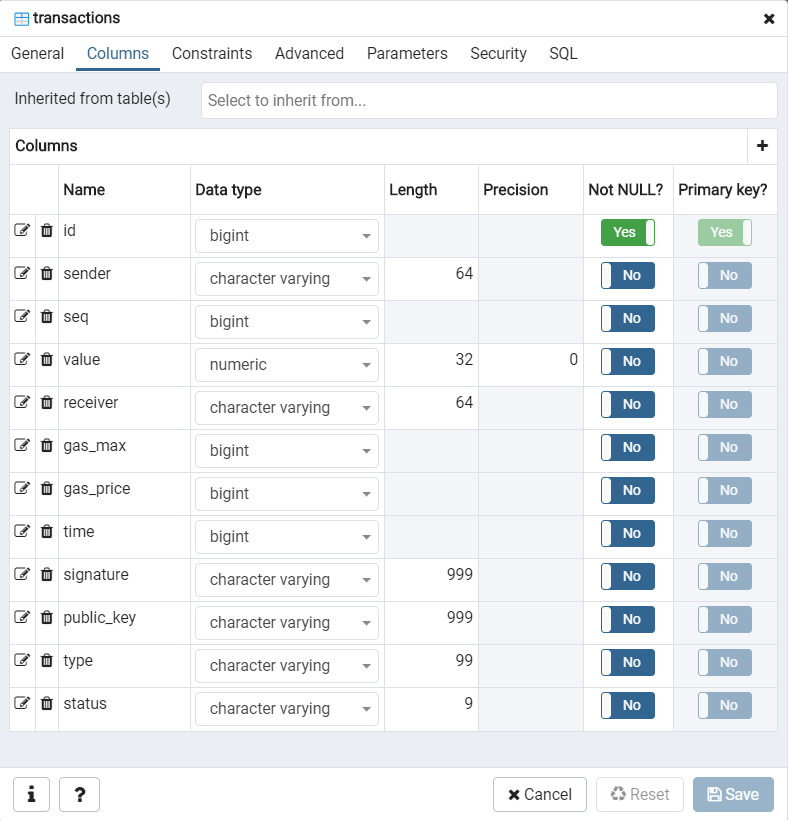 transactions
General Columns Constraints Advanced Parameters Security SQL
Inherited from table(s) Select to inherit from...
Columns
Name Data type Length Precision Not NULL? Primary key?
id bigint Yes Yes
sender character varying 64 No No
seq bigint No No
value numeric 32 0 No No
receiver character varying 64 No No
gas_max bigint No No
gas_price bigint No No
time bigint No No
signature character varying 999 No No
public_key character varying 999 No No
type character varying 99 No No
status character varying 9 No No
i ? Cancel Reset Save